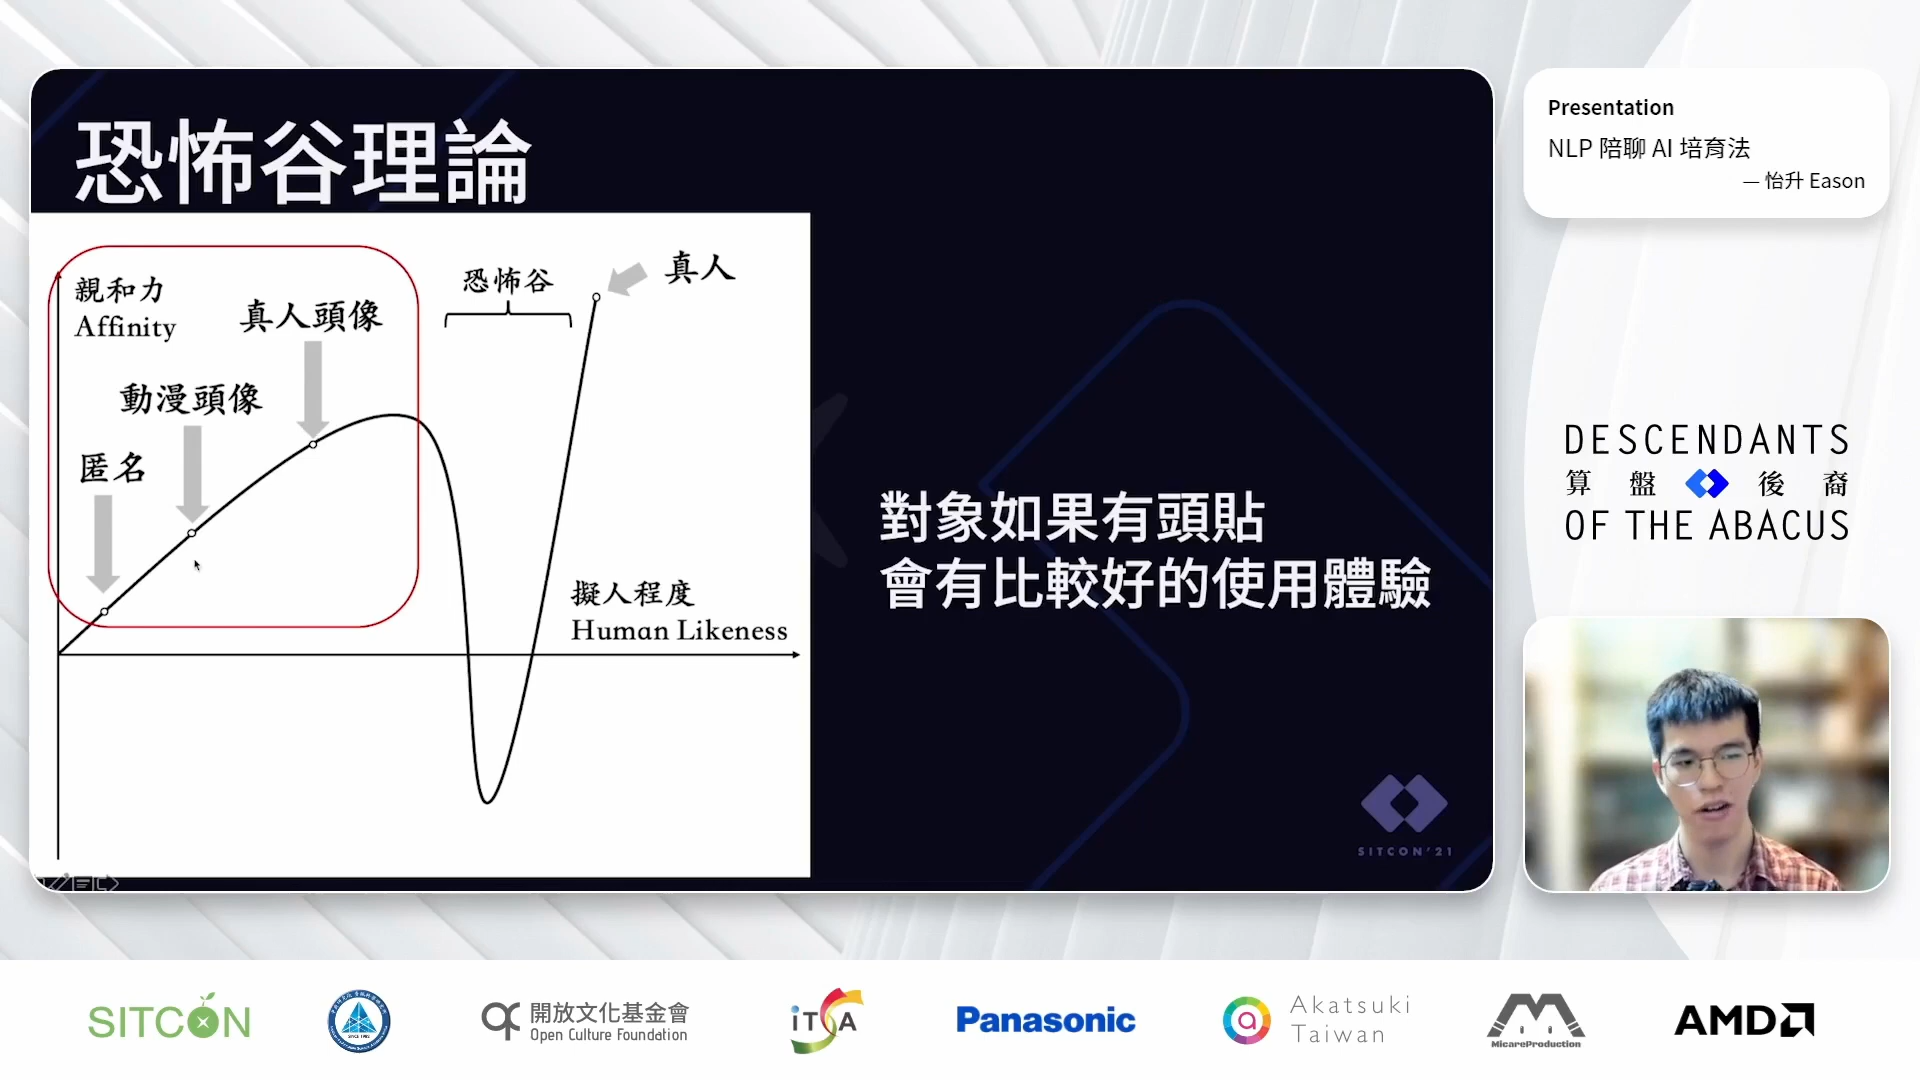 恐怖谷理論
親和力
Affinity
真人頭像
動漫頭像
匿名
恐怖谷
真人
擬人程度
Human Likeness
對象如果有頭貼
會有比較好的使用體驗
SITCON'21
Presentation
NLP 陪聊 AI 培育法
— 怡升 Eason
DESCENDANTS
算盤後裔
OF THE ABACUS
SITCON
開放文化基金會
Open Culture Foundation
iTSA
Panasonic
Akatsuki
Taiwan
MicareProduction
AMD